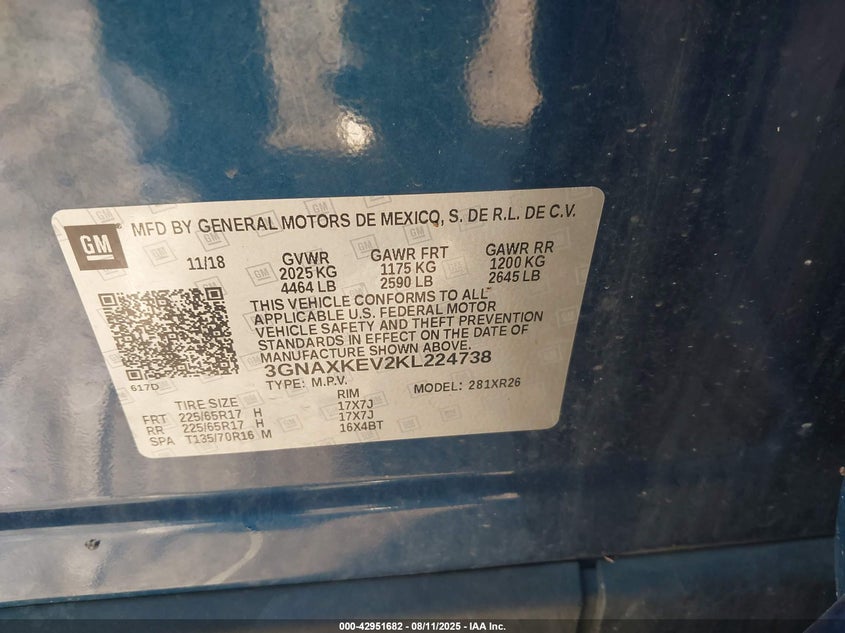 GM
MFD BY GENERAL MOTORS DE MEXICO, S. DE R.L. DE C.V.
11/18 GVWR GAWR FRT GAWR RR
2025 KG 1175 KG 1200 KG
4464 LB 2590 LB 2645 LB
THIS VEHICLE CONFORMS TO ALL
APPLICABLE U.S. FEDERAL MOTOR
VEHICLE SAFETY AND THEFT PREVENTION
STANDARDS IN EFFECT ON THE DATE OF
MANUFACTURE SHOWN ABOVE.
3GNAXKEV2KL224738
617D
TYPE: M.P.V. MODEL: 281XR26
TIRE SIZE RIM
FRT 225/65R17 H 17X7J
RR 225/65R17 H 17X7J
SPA T135/70R16 M 16X4BT
000-42951682 - 08/11/2025 - IAA Inc.